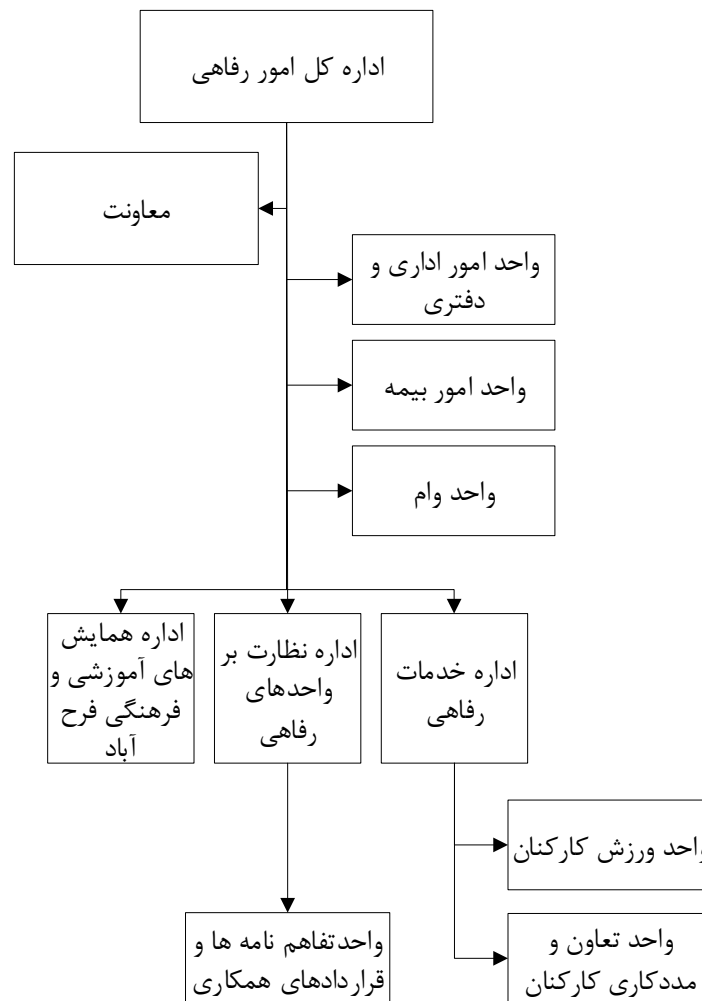 اداره کل امور رفاهی
معاونت
واحد امور اداری و
دفتری
واحد امور بیمه
واحد وام
اداره خدمات
رفاهی
اداره نظارت بر
واحدهای
رفاهی
اداره همایش
های آموزشی و
فرهنگی فرح
آباد
واحد ورزش کارکنان
واحد تعاون و
مددکاری کارکنان
واحدتفاهم نامه ها و
قراردادهای همکاری